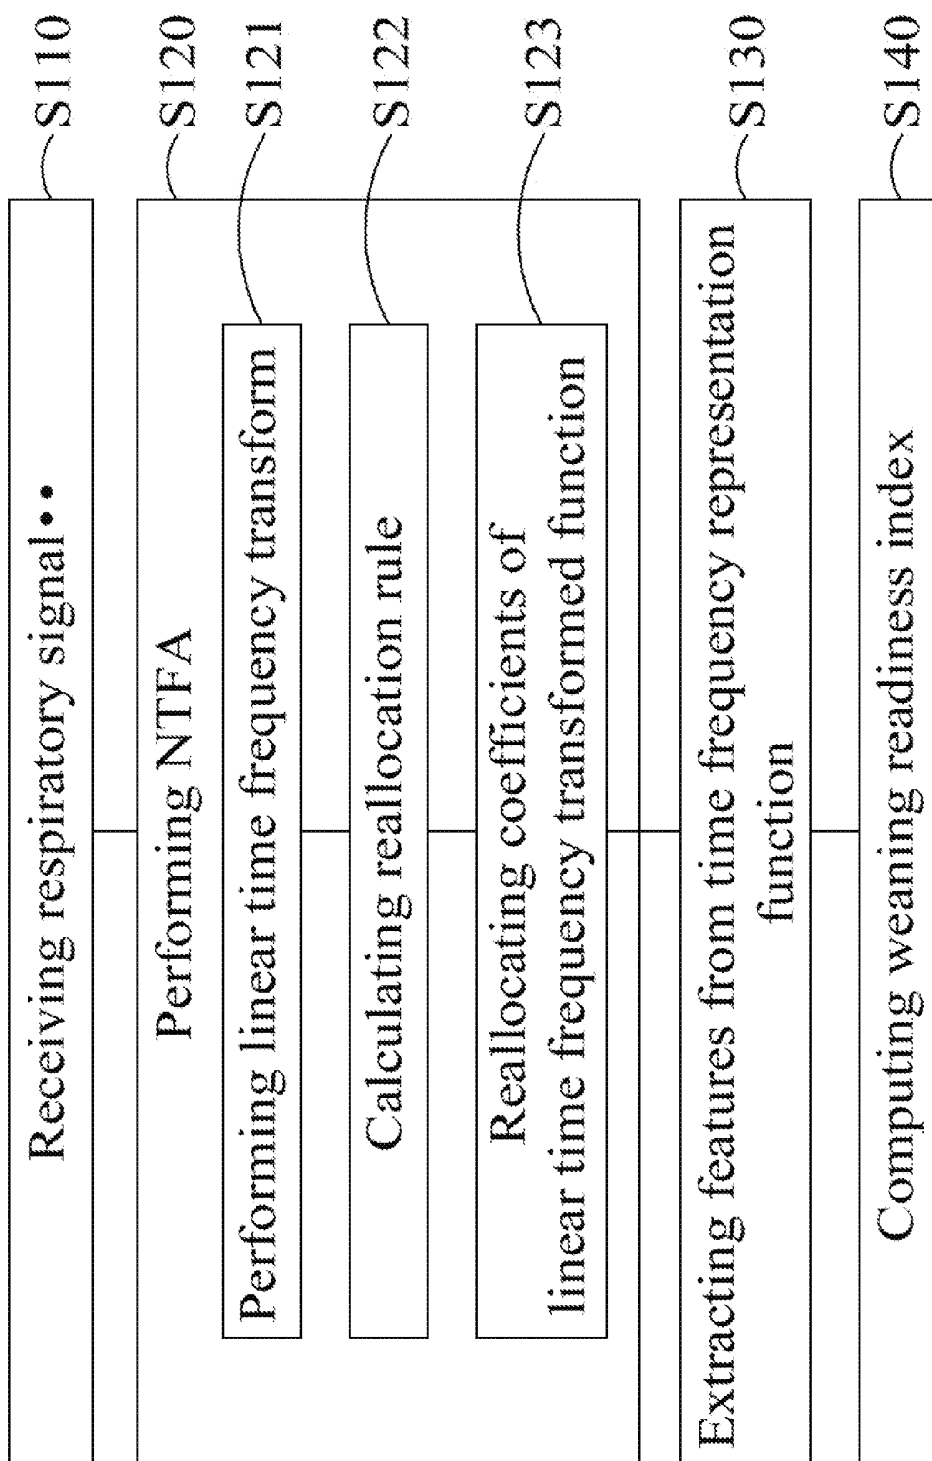 Receiving respiratory signal••
S110
Performing NTFA
S120
Performing linear time frequency transform
S121
Calculating reallocation rule
S122
Reallocating coefficients of
linear time frequency transformed function
S123
Extracting features from time frequency representation
function
S130
Computing weaning readiness index
S140